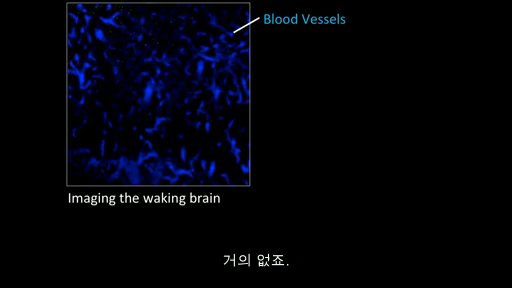 Blood Vessels
Imaging the waking brain
거의 없죠.